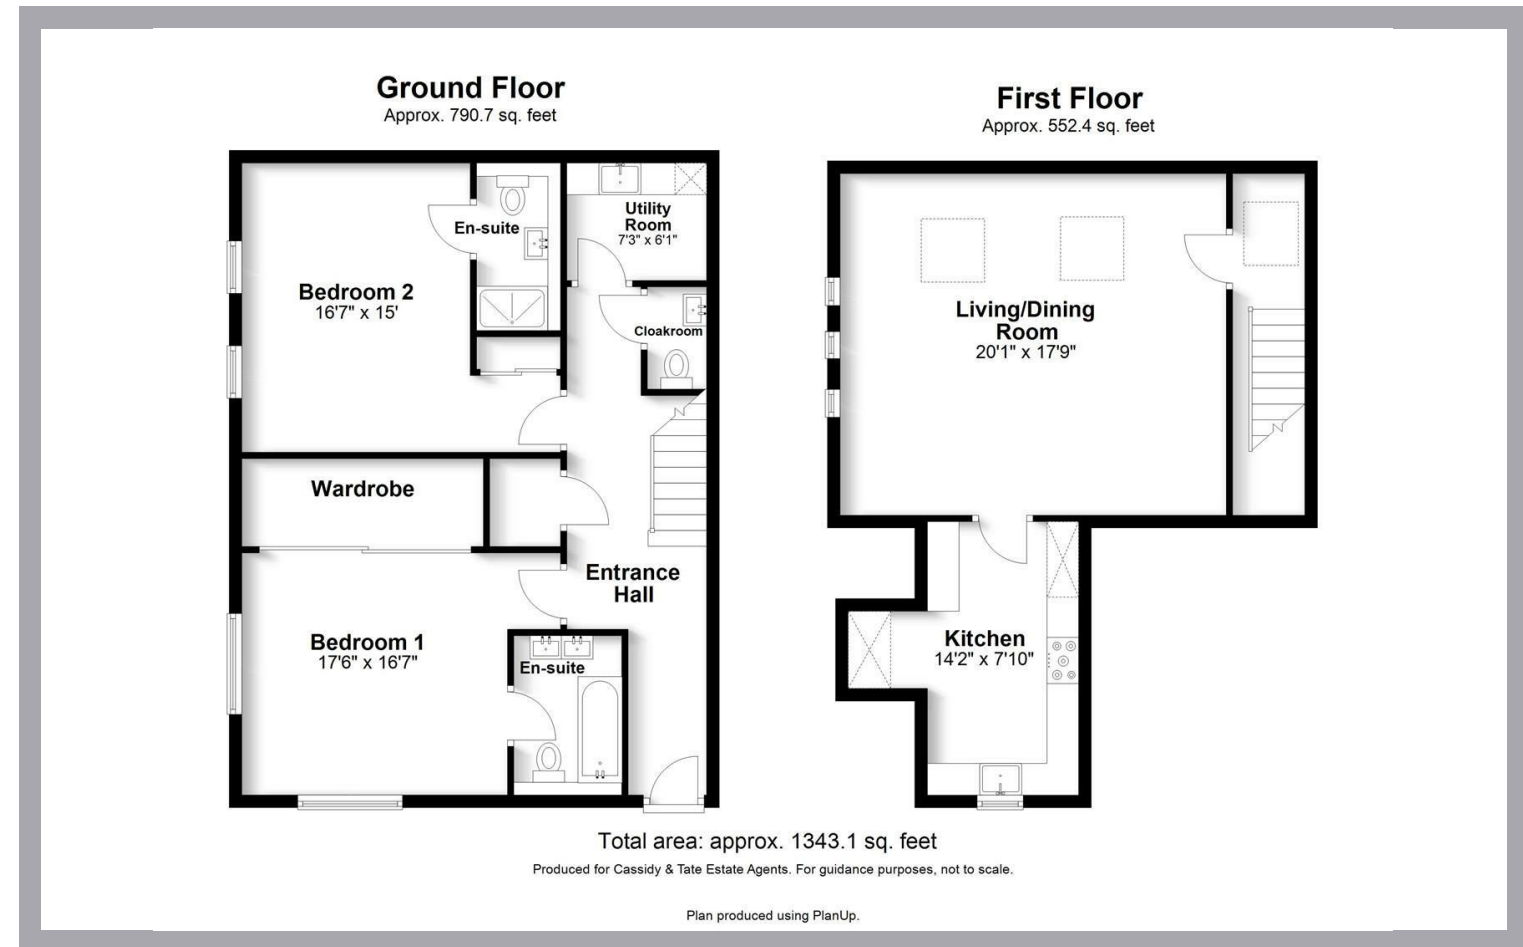 Ground Floor
Approx. 790.7 sq. feet
First Floor
Approx. 552.4 sq. feet
En-suite
Utility
Room
7'3" x 6'1"
Bedroom 2
16'7" x 15'
Cloakroom
Living/Dining
Room
20'1" x 17'9"
Wardrobe
Entrance
Hall
Bedroom 1
17'6" x 16'7"
En-suite
Kitchen
14'2" x 7'10"
Total area: approx. 1343.1 sq. feet
Produced for Cassidy & Tate Estate Agents. For guidance purposes, not to scale.
Plan produced using PlanUp.